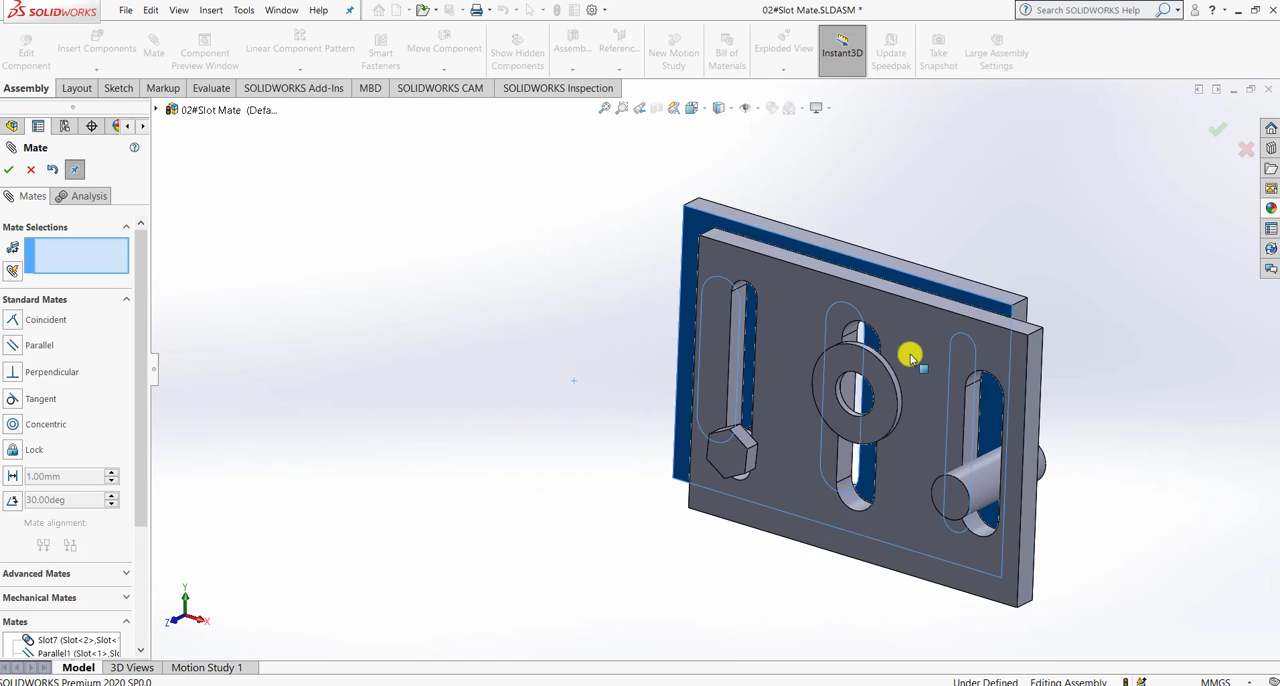 SOLIDWORKS File Edit View Insert Tools Window Help 02#Slot Mate.SLDASM * Search SOLIDWORKS Help
Edit Component Insert Components Mate Component Preview Window Linear Component Pattern Smart Fasteners Move Component Show Hidden Components Assemb... Referenc... New Motion Study Bill of Materials Exploded View Instant3D Update Speedpak Take Snapshot Large Assembly Settings
Assembly Layout Sketch Markup Evaluate SOLIDWORKS Add-Ins MBD SOLIDWORKS CAM SOLIDWORKS Inspection
02#Slot Mate (Defa...
Mate
Mates Analysis
Mate Selections
Standard Mates
Coincident
Parallel
Perpendicular
Tangent
Concentric
Lock
1.00mm
30.00deg
Mate alignment:
Advanced Mates
Mechanical Mates
Mates
Slot7 (Slot<2>,Slot<
Parallel1 (Slot<1>,Slo
Y
Z X
Model 3D Views Motion Study 1
SOLIDWORKS Premium 2020 SP0.0 Under Defined Editing Assembly MMGS